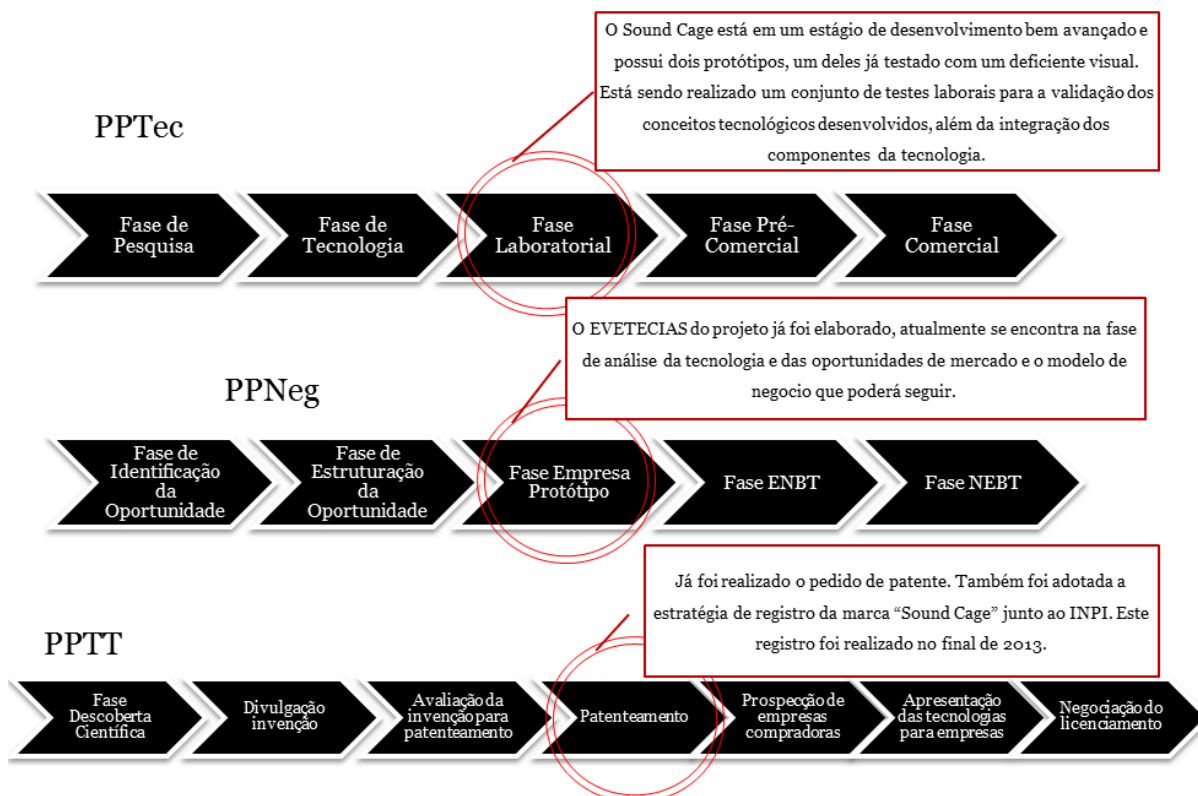 O Sound Cage está em um estágio de desenvolvimento bem avançado e
possui dois protótipos, um deles já testado com um deficiente visual.
Está sendo realizado um conjunto de testes laborais para a validação dos
conceitos tecnológicos desenvolvidos, além da integração dos
componentes da tecnologia.
PPTec
Fase de
Pesquisa
Fase de
Tecnologia
Fase
Laboratorial
Fase Pré-
Comercial
Fase
Comercial
O EVETECIAS do projeto já foi elaborado, atualmente se encontra na fase
de análise da tecnologia e das oportunidades de mercado e o modelo de
negocio que poderá seguir.
PPNeg
Fase de
Identificação
da
Oportunidade
Fase de
Estruturação
da
Oportunidade
Fase Empresa
Protótipo
Fase ENBT
Fase NEBT
Já foi realizado o pedido de patente. Também foi adotada a
estratégia de registro da marca “Sound Cage” junto ao INPI. Este
registro foi realizado no final de 2013.
PPTT
Fase
Descoberta
Científica
Divulgação
invenção
Avaliação da
invenção para
patenteamento
Patenteamento
Prospecção de
empresas
compradoras
Apresentação
das tecnologias
para empresas
Negociação do
licenciamento